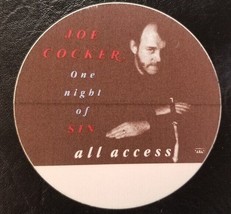 JOE
COCKER
One
night
of
SIN
all access